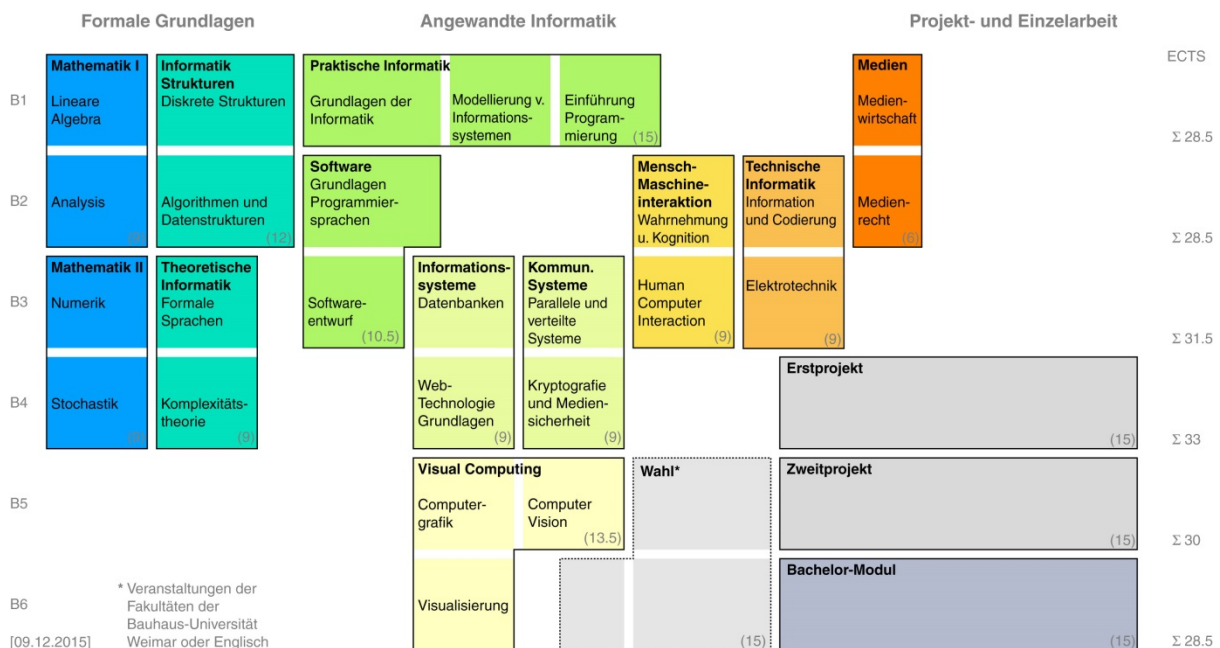 Formale Grundlagen
Angewandte Informatik
Projekt- und Einzelarbeit
ECTS
B1
Mathematik I
Lineare
Algebra
Informatik
Strukturen
Diskrete Strukturen
Praktische Informatik
Grundlagen der
Informatik
Modellierung v.
Informations-
systemen
Einführung
Program-
mierung
(15)
Medien
Medien-
wirtschaft
Σ 28.5
B2
Analysis
Algorithmen und
Datenstrukturen
(12)
Software
Grundlagen
Programmier-
sprachen
Mensch-
Maschine-
interaktion
Wahrnehmung
u. Kognition
Technische
Informatik
Information
und Codierung
Medien-
recht
(6)
Σ 28.5
B3
Mathematik II
Numerik
Theoretische
Informatik
Formale
Sprachen
Software-
entwurf
(10.5)
Informations-
systeme
Datenbanken
Kommun.
Systeme
Parallele und
verteilte
Systeme
Human
Computer
Interaction
(9)
Elektrotechnik
(9)
Σ 31.5
B4
Stochastik
Komplexitäts-
theorie
(9)
Web-
Technologie
Grundlagen
(9)
Kryptografie
und Medien-
sicherheit
(9)
Erstprojekt
(15)
Σ 33
B5
Visual Computing
Computer-
grafik
Computer
Vision
(13.5)
Wahl*
Zweitprojekt
(15)
Σ 30
B6
Visualisierung
(15)
Bachelor-Modul
(15)
Σ 28.5
* Veranstaltungen der
Fakultäten der
Bauhaus-Universität
Weimar oder Englisch
[09.12.2015]